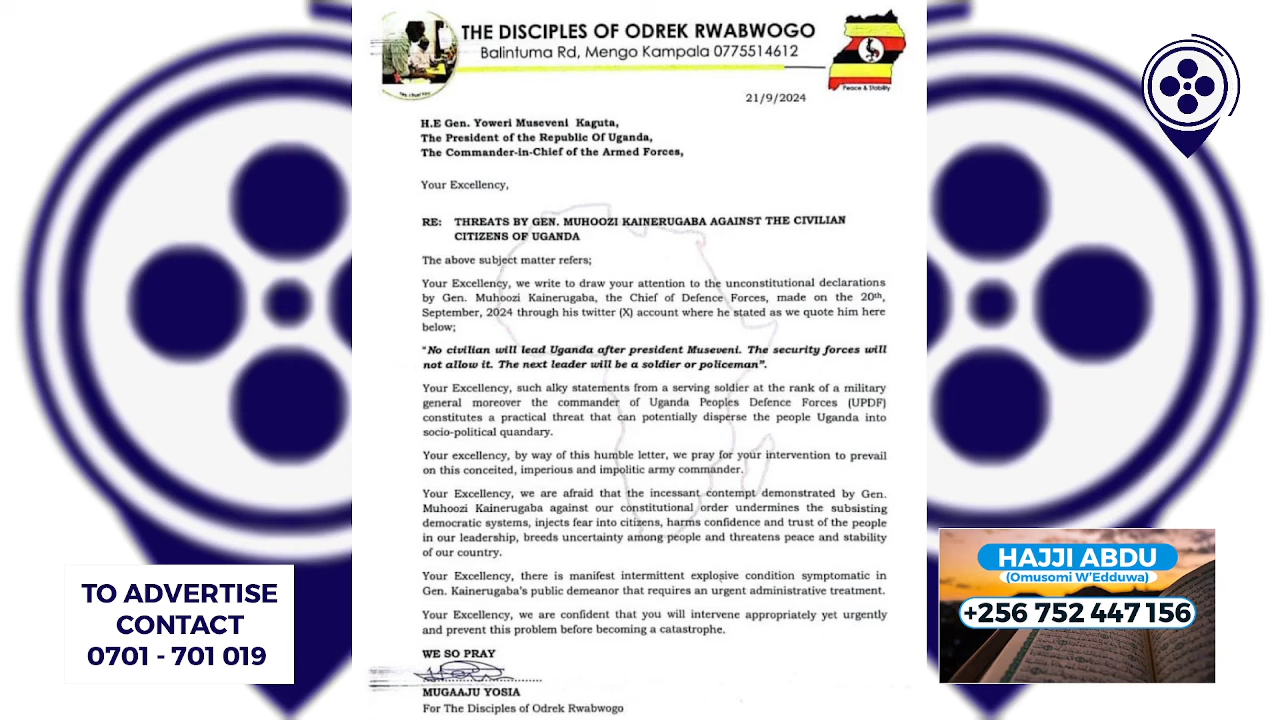 THE DISCIPLES OF ODREK RWABWOGO
Balintuma Rd, Mengo Kampala 0775514612
Yes, I Trust You
Peace & Stability
21/9/2024
H.E Gen. Yoweri Museveni Kaguta,
The President of the Republic Of Uganda,
The Commander-in-Chief of the Armed Forces,
Your Excellency,
RE: THREATS BY GEN. MUHOOZI KAINERUGABA AGAINST THE CIVILIAN
CITIZENS OF UGANDA
The above subject matter refers;
Your Excellency, we write to draw your attention to the unconstitutional declarations
by Gen. Muhoozi Kainerugaba, the Chief of Defence Forces, made on the 20th,
September, 2024 through his twitter (X) account where he stated as we quote him here
below;
"No civilian will lead Uganda after president Museveni. The security forces will
not allow it. The next leader will be a soldier or policeman".
Your Excellency, such alky statements from a serving soldier at the rank of a military
general moreover the commander of Uganda Peoples Defence Forces (UPDF)
constitutes a practical threat that can potentially disperse the people Uganda into
socio-political quandary.
Your excellency, by way of this humble letter, we pray for your intervention to prevail
on this conceited, imperious and impolitic army commander.
Your Excellency, we are afraid that the incessant contempt demonstrated by Gen.
Muhoozi Kainerugaba against our constitutional order undermines the subsisting
democratic systems, injects fear into citizens, harms confidence and trust of the people
in our leadership, breeds uncertainty among people and threatens peace and stability
of our country.
Your Excellency, there is manifest intermittent explosive condition symptomatic in
Gen. Kainerugaba's public demeanor that requires an urgent administrative treatment.
Your Excellency, we are confident that you will intervene appropriately yet urgently
and prevent this problem before becoming a catastrophe.
WE SO PRAY
MUGAAJU YOSIA
For The Disciples of Odrek Rwabwogo
TO ADVERTISE
CONTACT
0701 - 701 019
HAJJI ABDU
(Omusomi W'Edduwa)
+256 752 447 156